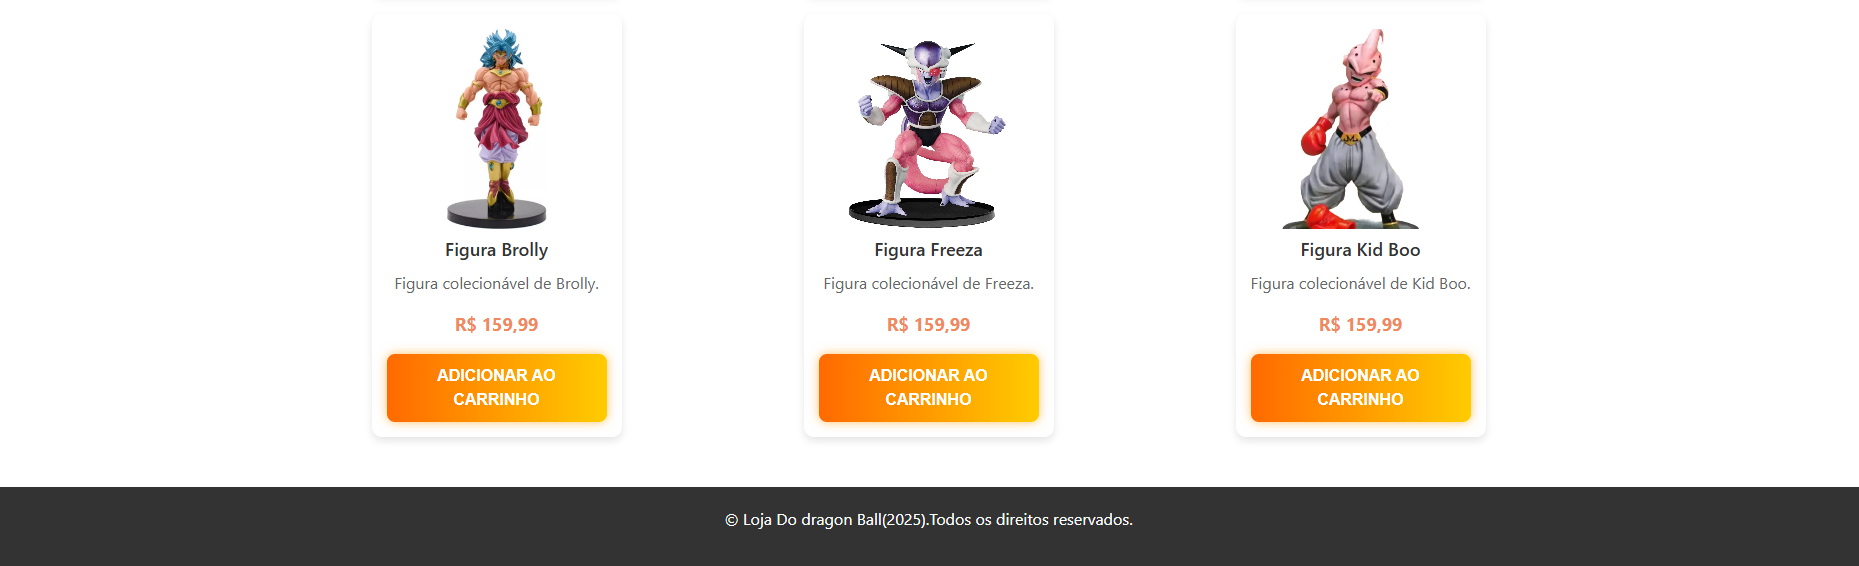 Figura Brolly
Figura colecionável de Brolly.
R$ 159,99
ADICIONAR AO
CARRINHO
Figura Freeza
Figura colecionável de Freeza.
R$ 159,99
ADICIONAR AO
CARRINHO
Figura Kid Boo
Figura colecionável de Kid Boo.
R$ 159,99
ADICIONAR AO
CARRINHO
© Loja Do dragon Ball(2025).Todos os direitos reservados.